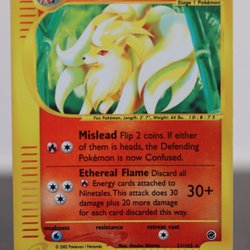 Stage 1 Pokémon
Fox Pokémon. Length: 3' 7", Weight: 44 lbs.
Mislead Flip 2 coins. If either
of them is heads, the Defending
Pokémon is now Confused.
Ethereal Flame Discard all
Energy cards attached to
Ninetales. This attack does 30
damage plus 20 more damage
for each card discarded this way.
30+
weakness
resistance
retreat cost
©2002 Pokémon / Nintendo